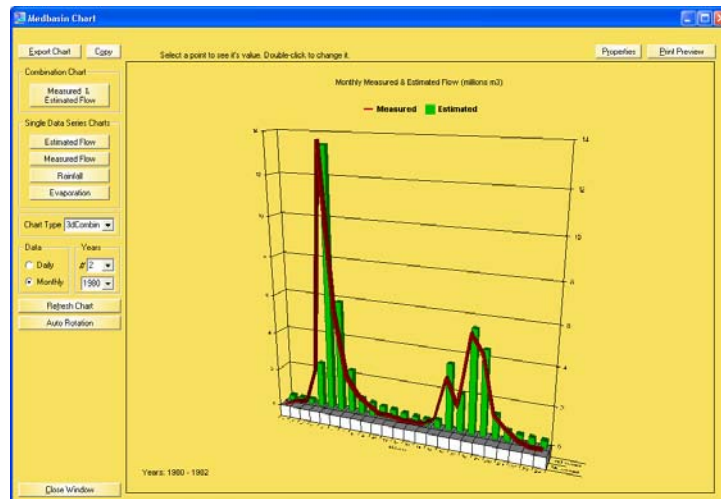 Medbasin Chart
Export Chart
Copy
Select a point to see it's value. Double-click to change it.
Properties
Print Preview
Combination Chart
Measured &
Estimated Flow
Single Data Series Charts
Estimated Flow
Measured Flow
Rainfall
Evaporation
Chart Type
3dCombin
Data
Years
Daily
# 2
Monthly
1980
Refresh Chart
Auto Rotation
Close Window
Monthly Measured & Estimated Flow (millions m3)
Measured
Estimated
14
12
10
8
6
4
2
0
Years: 1980 - 1982